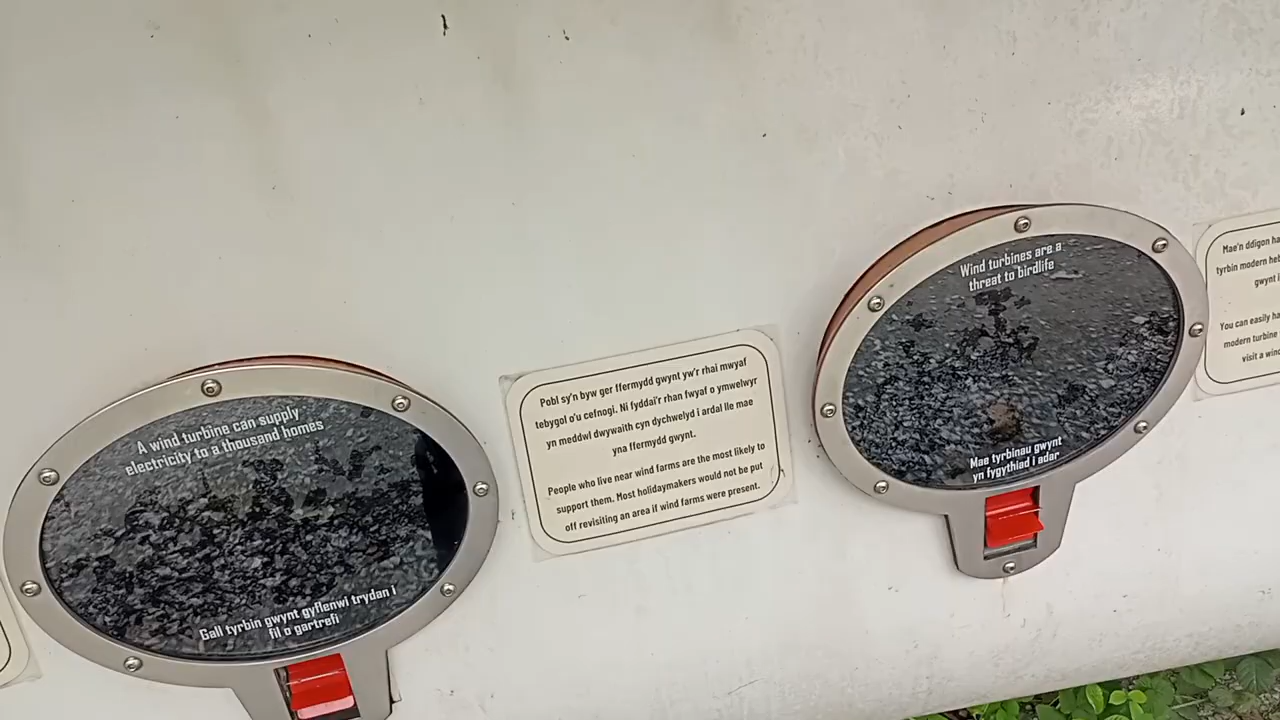 A wind turbine can supply
electricity to a thousand homes
Gall tyrbin gwynt gyflenwi trydan i
fil o gartrefi
Pobl sy'n byw ger ffermydd gwynt yw'r rhai mwyaf
tebygol o'u cefnogi. Ni fyddai'r rhan fwyaf o ymwelwyr
yn meddwl dwywaith cyn dychwelyd i ardal lle mae
yna ffermydd gwynt.
People who live near wind farms are the most likely to
support them. Most holidaymakers would not be put
off revisiting an area if wind farms were present.
Wind turbines are a
threat to birdlife
Mae tyrbinau gwynt
yn fygythiad i adar
Mae'n ddigon ha
tyrbin modern heb
gwynt i
You can easily ha
modern turbine
visit a wind